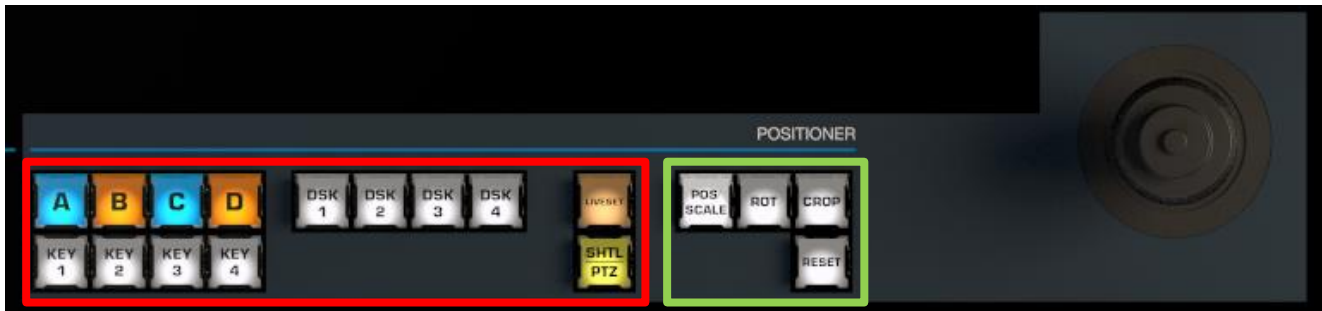 POSITIONER
A B C D DSK 1 DSK 2 DSK 3 DSK 4 LIVESET POS SCALE ROT CROP
KEY 1 KEY 2 KEY 3 KEY 4 SHTL PTZ RESET